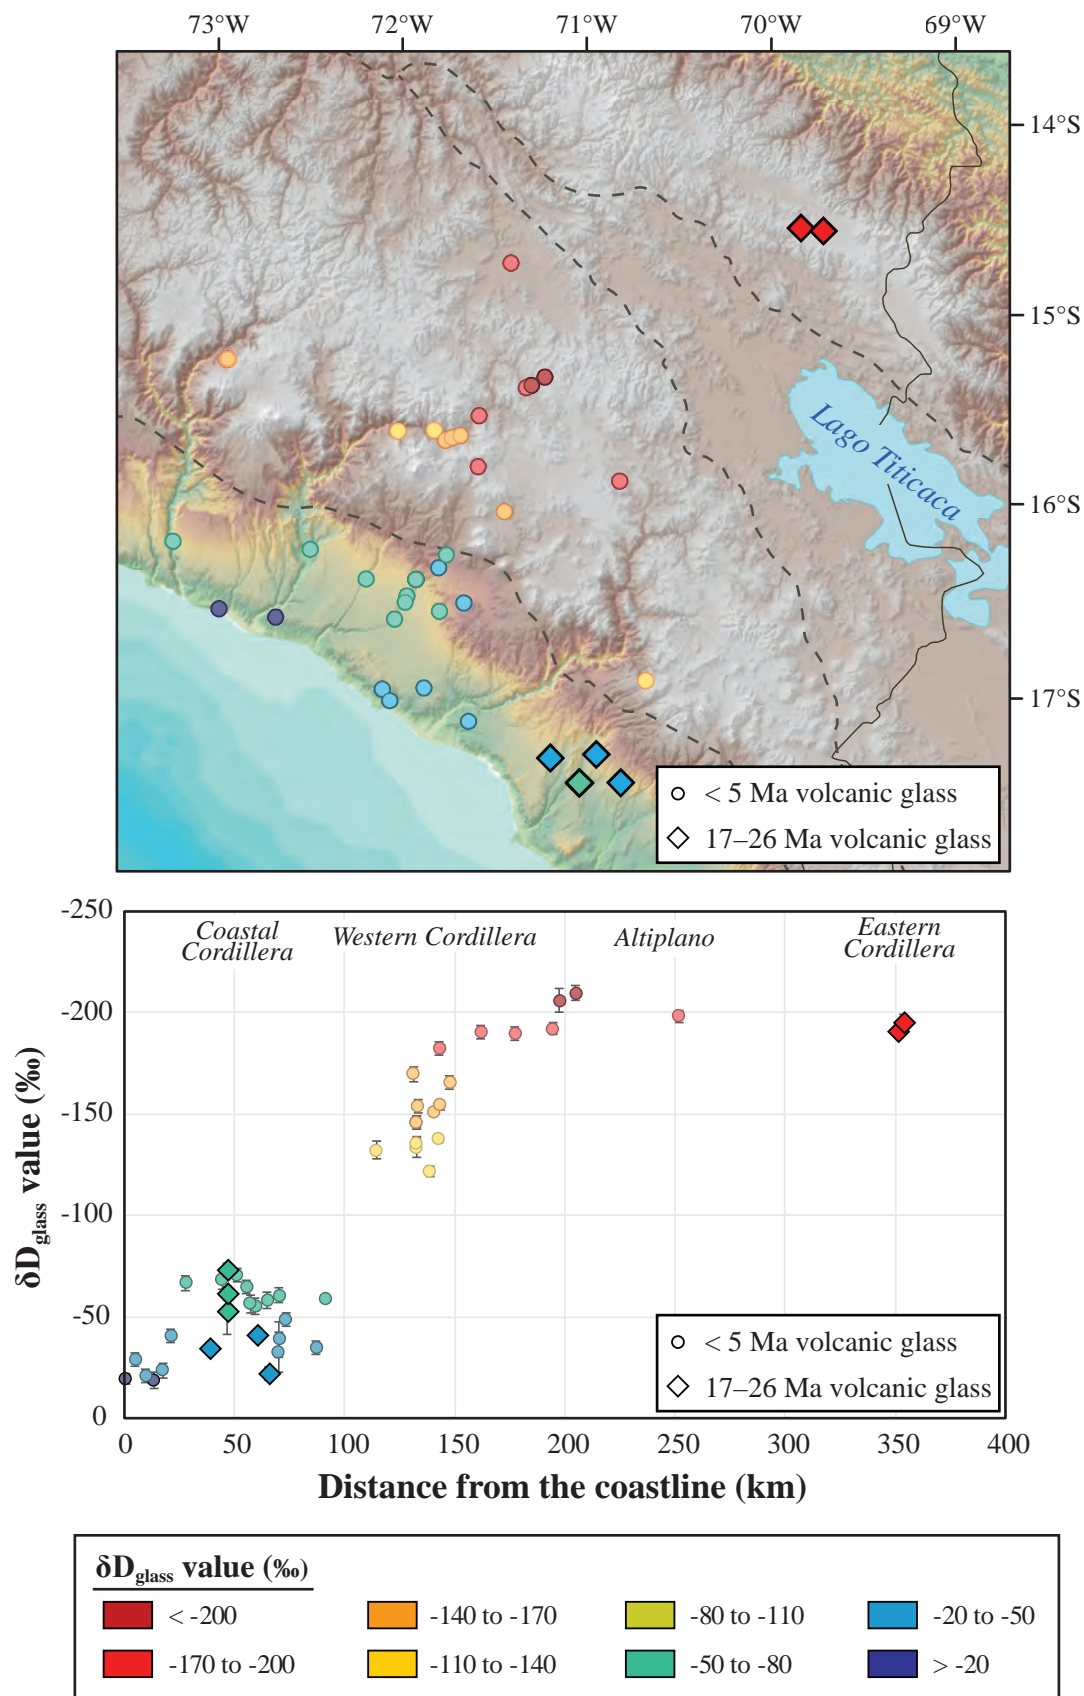 73°W 72°W 71°W 70°W 69°W
14°S
15°S
Lago Titicaca
16°S
17°S
< 5 Ma volcanic glass
17–26 Ma volcanic glass
-250
Coastal Cordillera
Western Cordillera
Altiplano
Eastern Cordillera
-200
-150
-100
-50
0
δD glass value (‰)
< 5 Ma volcanic glass
17–26 Ma volcanic glass
0 50 100 150 200 250 300 350 400
Distance from the coastline (km)
δD glass value (‰)
< -200 -140 to -170 -80 to -110 -20 to -50
-170 to -200 -110 to -140 -50 to -80 > -20